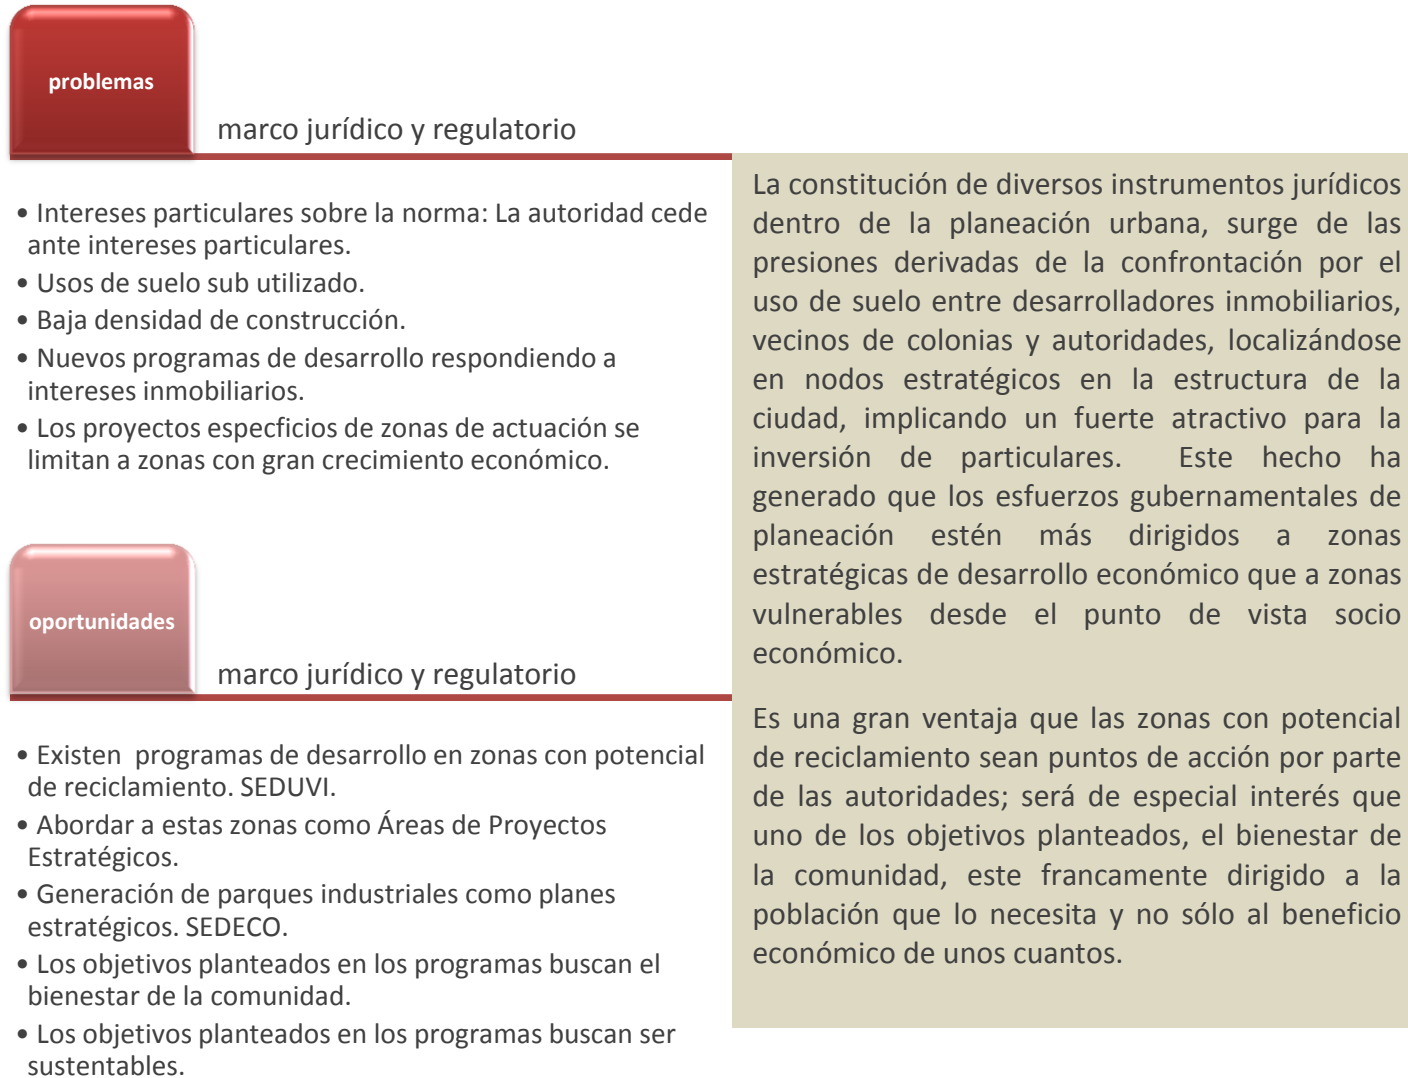 problemas
marco jurídico y regulatorio
• Intereses particulares sobre la norma: La autoridad cede
ante intereses particulares.
• Usos de suelo sub utilizado.
• Baja densidad de construcción.
• Nuevos programas de desarrollo respondiendo a
intereses inmobiliarios.
• Los proyectos especficios de zonas de actuación se
limitan a zonas con gran crecimiento económico.
oportunidades
marco jurídico y regulatorio
• Existen programas de desarrollo en zonas con potencial
de reciclamiento. SEDUVI.
• Abordar a estas zonas como Áreas de Proyectos
Estratégicos.
• Generación de parques industriales como planes
estratégicos. SEDECO.
• Los objetivos planteados en los programas buscan el
bienestar de la comunidad.
• Los objetivos planteados en los programas buscan ser
sustentables.
La constitución de diversos instrumentos jurídicos
dentro de la planeación urbana, surge de las
presiones derivadas de la confrontación por el
uso de suelo entre desarrolladores inmobiliarios,
vecinos de colonias y autoridades, localizándose
en nodos estratégicos en la estructura de la
ciudad, implicando un fuerte atractivo para la
inversión de particulares. Este hecho ha
generado que los esfuerzos gubernamentales de
planeación estén más dirigidos a zonas
estratégicas de desarrollo económico que a zonas
vulnerables desde el punto de vista socio
económico.
Es una gran ventaja que las zonas con potencial
de reciclamiento sean puntos de acción por parte
de las autoridades; será de especial interés que
uno de los objetivos planteados, el bienestar de
la comunidad, este francamente dirigido a la
población que lo necesita y no sólo al beneficio
económico de unos cuantos.